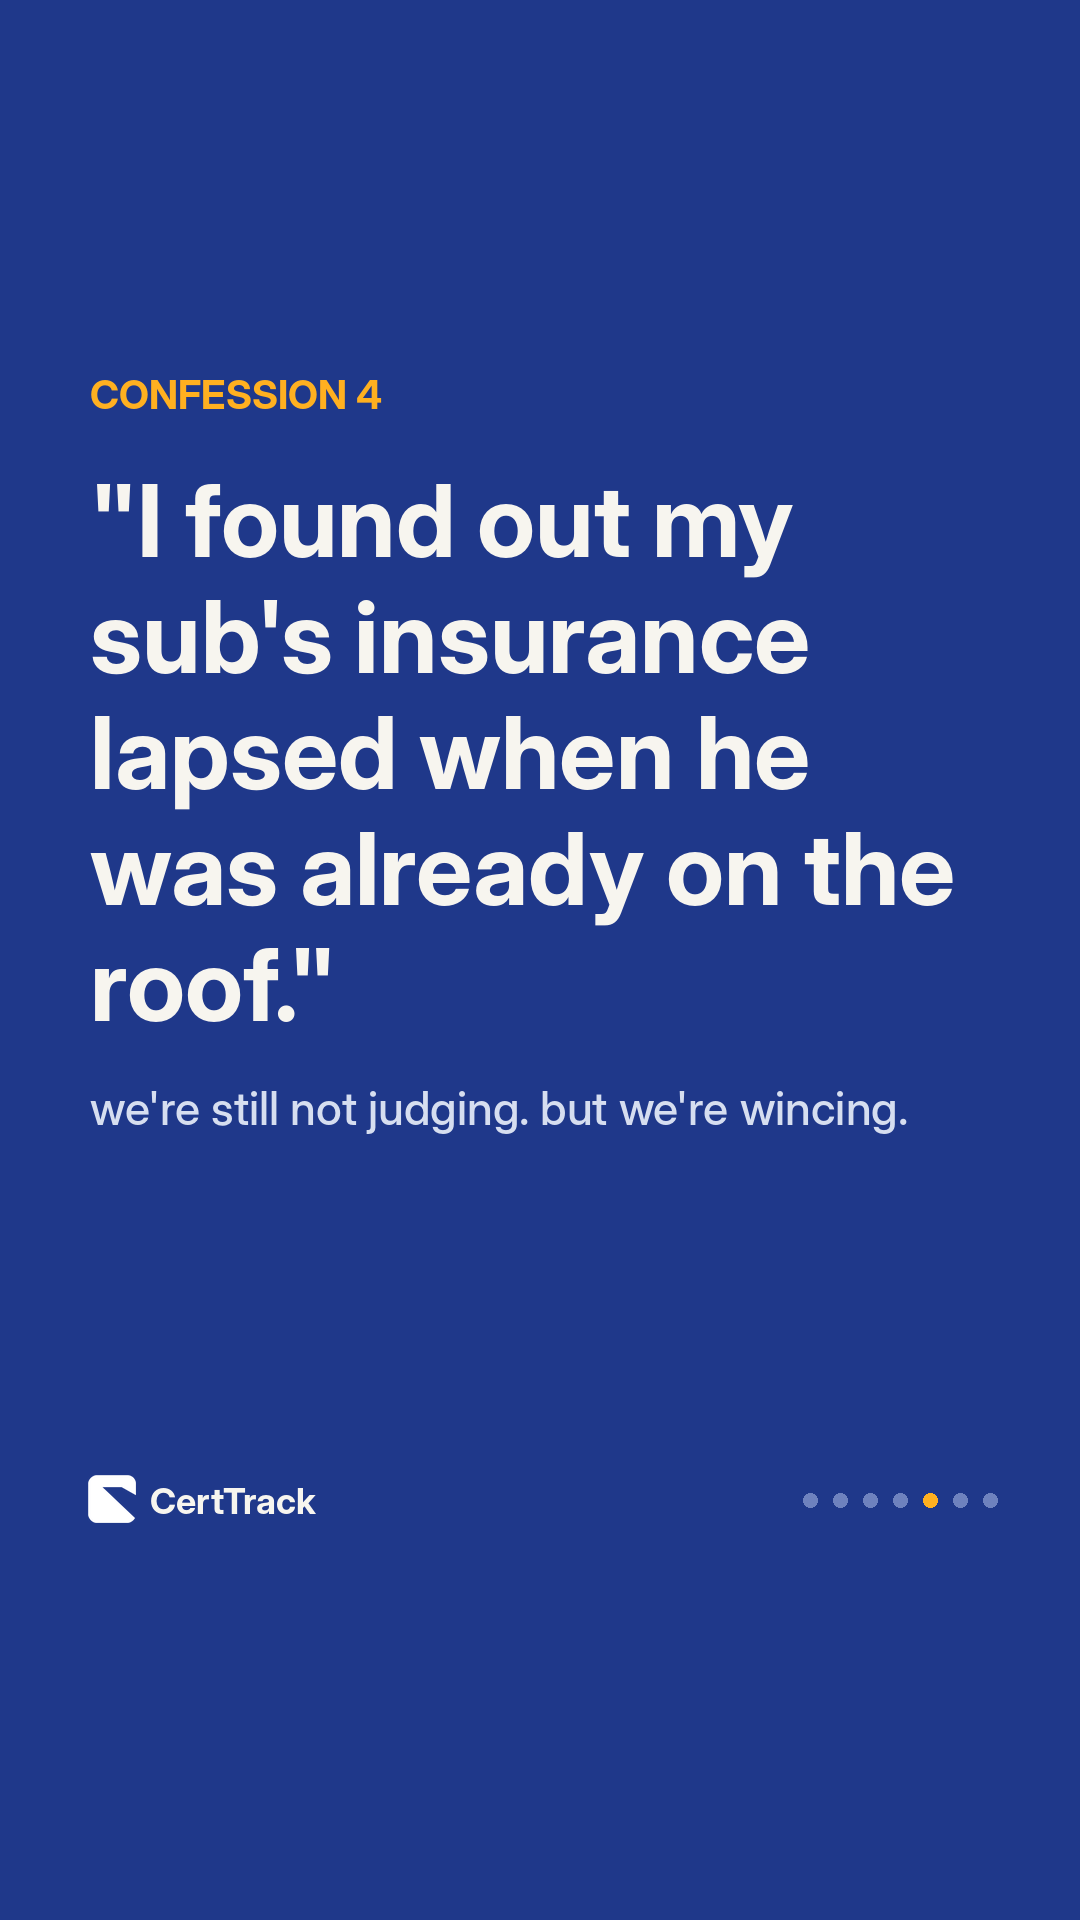 CONFESSION 4
"I found out my
sub's insurance
lapsed when he
was already on the
roof."
we're still not judging. but we're wincing.
CertTrack